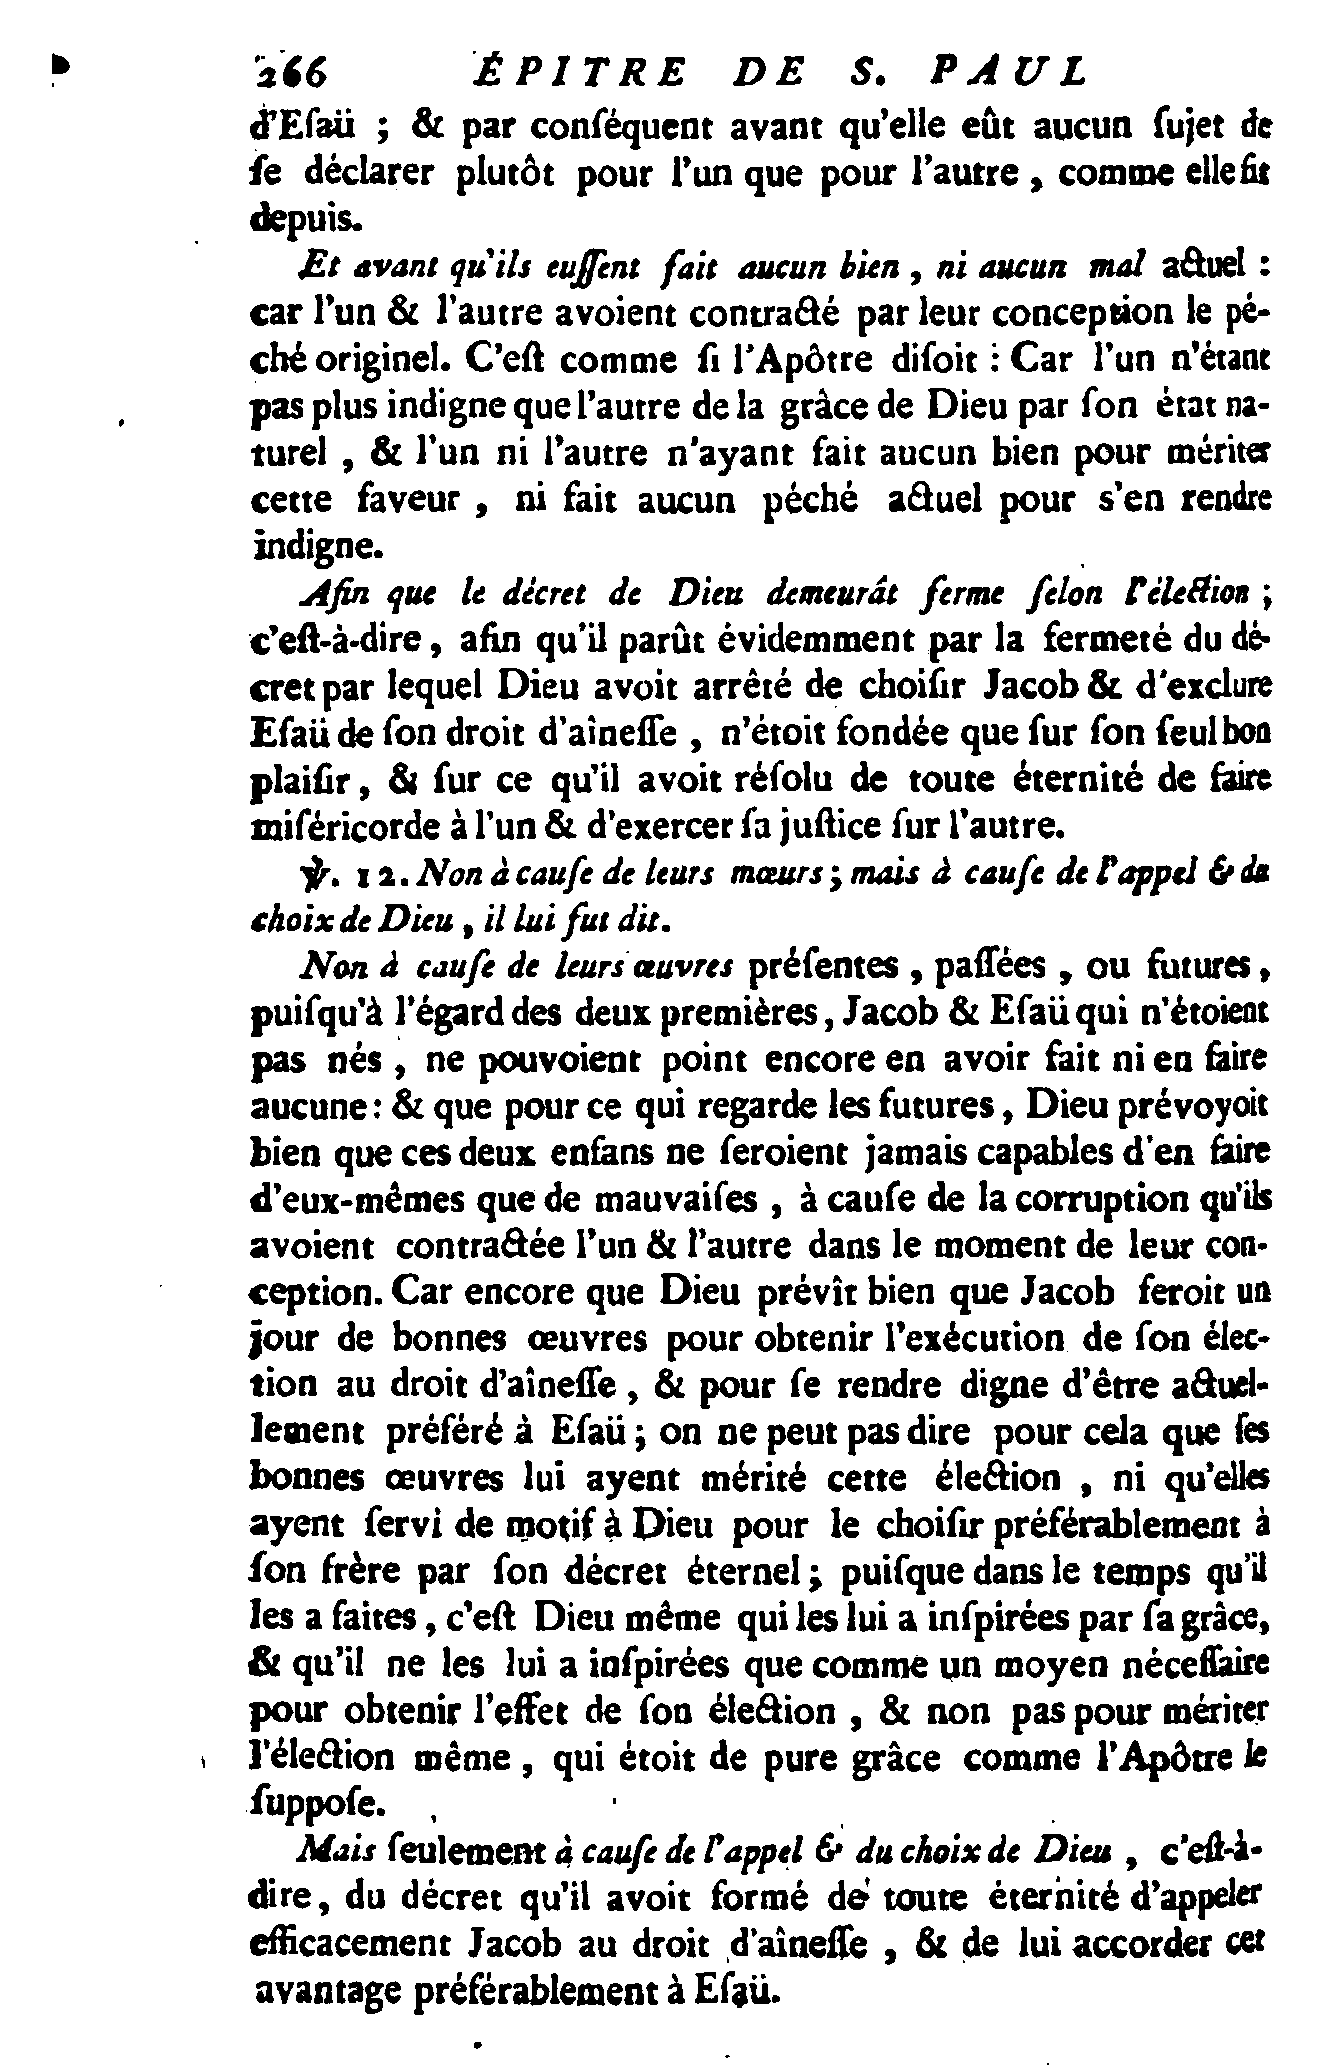 266 ÉPITRE DE S. PAUL
d'Eſaü ; & par conſéquent avant qu'elle eût aucun ſujet de
ſe déclarer plutôt pour l'un que pour l'autre , comme elle fit
depuis.
Et avant qu'ils euſſent fait aucun bien , ni aucun mal actuel :
car l'un & l'autre avoient contracté par leur conception le pé-
ché originel. C'eſt comme ſi l'Apôtre diſoit : Car l'un n'étant
pas plus indigne que l'autre de la grâce de Dieu par ſon état na-
turel , & l'un ni l'autre n'ayant fait aucun bien pour mériter
cette faveur , ni fait aucun péché actuel pour s'en rendre
indigne.
Afin que le décret de Dieu demeurât ferme ſelon l'élection ;
c'eſt-à-dire , afin qu'il parût évidemment par la fermeté du dé-
cret par lequel Dieu avoit arrêté de choiſir Jacob & d'exclure
Eſaü de ſon droit d'aîneſſe , n'étoit fondée que ſur ſon ſeul bon
plaiſir , & ſur ce qu'il avoit réſolu de toute éternité de faire
miſéricorde à l'un & d'exercer ſa juſtice ſur l'autre.
℣. 12. Non à cauſe de leurs mœurs ; mais à cauſe de l'appel & du
choix de Dieu , il lui fut dit.
Non à cauſe de leurs œuvres préſentes , paſſées , ou futures ,
puiſqu'à l'égard des deux premières , Jacob & Eſaü qui n'étoient
pas nés , ne pouvoient point encore en avoir fait ni en faire
aucune : & que pour ce qui regarde les futures , Dieu prévoyoit
bien que ces deux enfans ne ſeroient jamais capables d'en faire
d'eux-mêmes que de mauvaiſes , à cauſe de la corruption qu'ils
avoient contractée l'un & l'autre dans le moment de leur con-
ception. Car encore que Dieu prévît bien que Jacob feroit un
jour de bonnes œuvres pour obtenir l'exécution de ſon élec-
tion au droit d'aîneſſe , & pour ſe rendre digne d'être actuel-
lement préféré à Eſaü ; on ne peut pas dire pour cela que ſes
bonnes œuvres lui ayent mérité cette élection , ni qu'elles
ayent ſervi de motif à Dieu pour le choiſir préférablement à
ſon frère par ſon décret éternel ; puiſque dans le temps qu'il
les a faites , c'eſt Dieu même qui les lui a inſpirées par ſa grâce,
& qu'il ne les lui a inſpirées que comme un moyen néceſſaire
pour obtenir l'effet de ſon élection , & non pas pour mériter
l'élection même , qui étoit de pure grâce comme l'Apôtre le
ſuppoſe.
Mais ſeulement à cauſe de l'appel & du choix de Dieu , c'eſt-à-
dire , du décret qu'il avoit formé de toute éternité d'appeler
efficacement Jacob au droit d'aîneſſe , & de lui accorder cet
avantage préférablement à Eſaü.